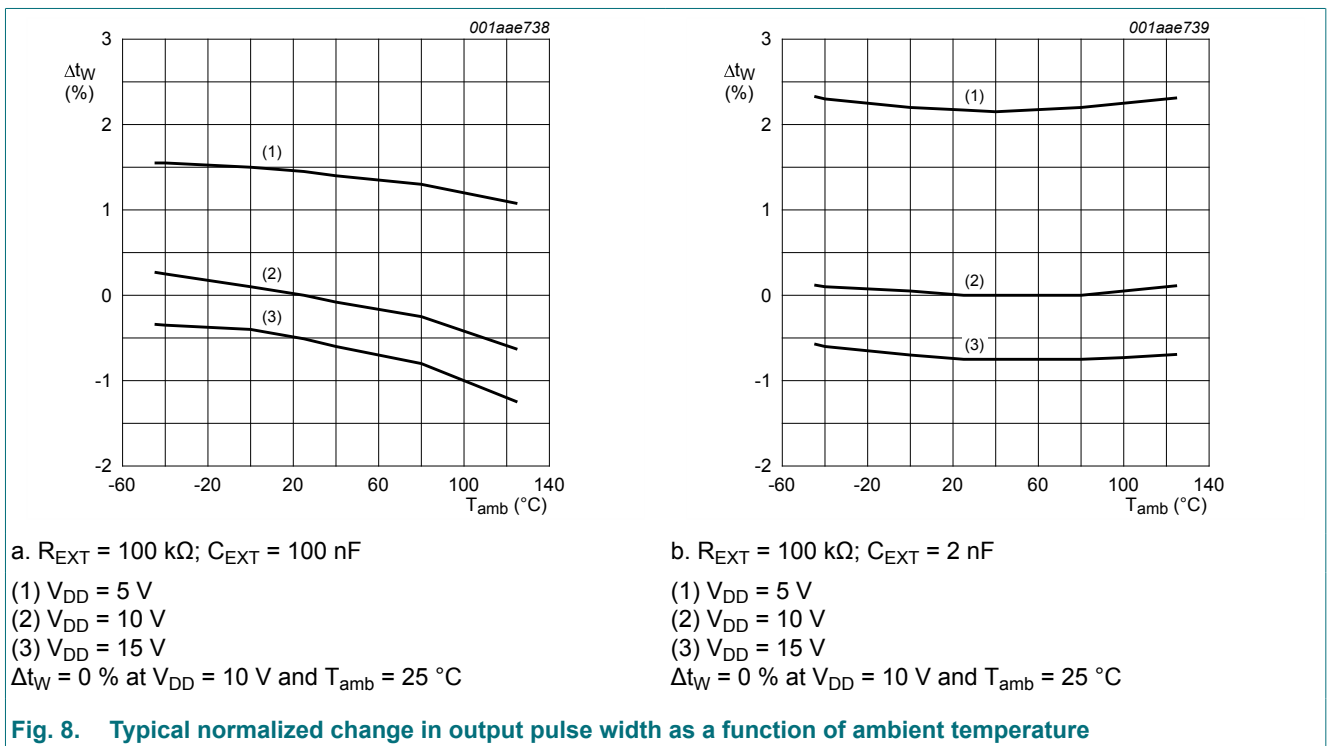 001aae738
3
ΔtW
(%)
2
1
0
-1
-2
(1)
(2)
(3)
-60 -20 20 60 100 140
Tamb (°C)
a. REXT = 100 kΩ; CEXT = 100 nF
(1) VDD = 5 V
(2) VDD = 10 V
(3) VDD = 15 V
ΔtW = 0 % at VDD = 10 V and Tamb = 25 °C
001aae739
3
ΔtW
(%)
2
1
0
-1
-2
(1)
(2)
(3)
-60 -20 20 60 100 140
Tamb (°C)
b. REXT = 100 kΩ; CEXT = 2 nF
(1) VDD = 5 V
(2) VDD = 10 V
(3) VDD = 15 V
ΔtW = 0 % at VDD = 10 V and Tamb = 25 °C
Fig. 8. Typical normalized change in output pulse width as a function of ambient temperature